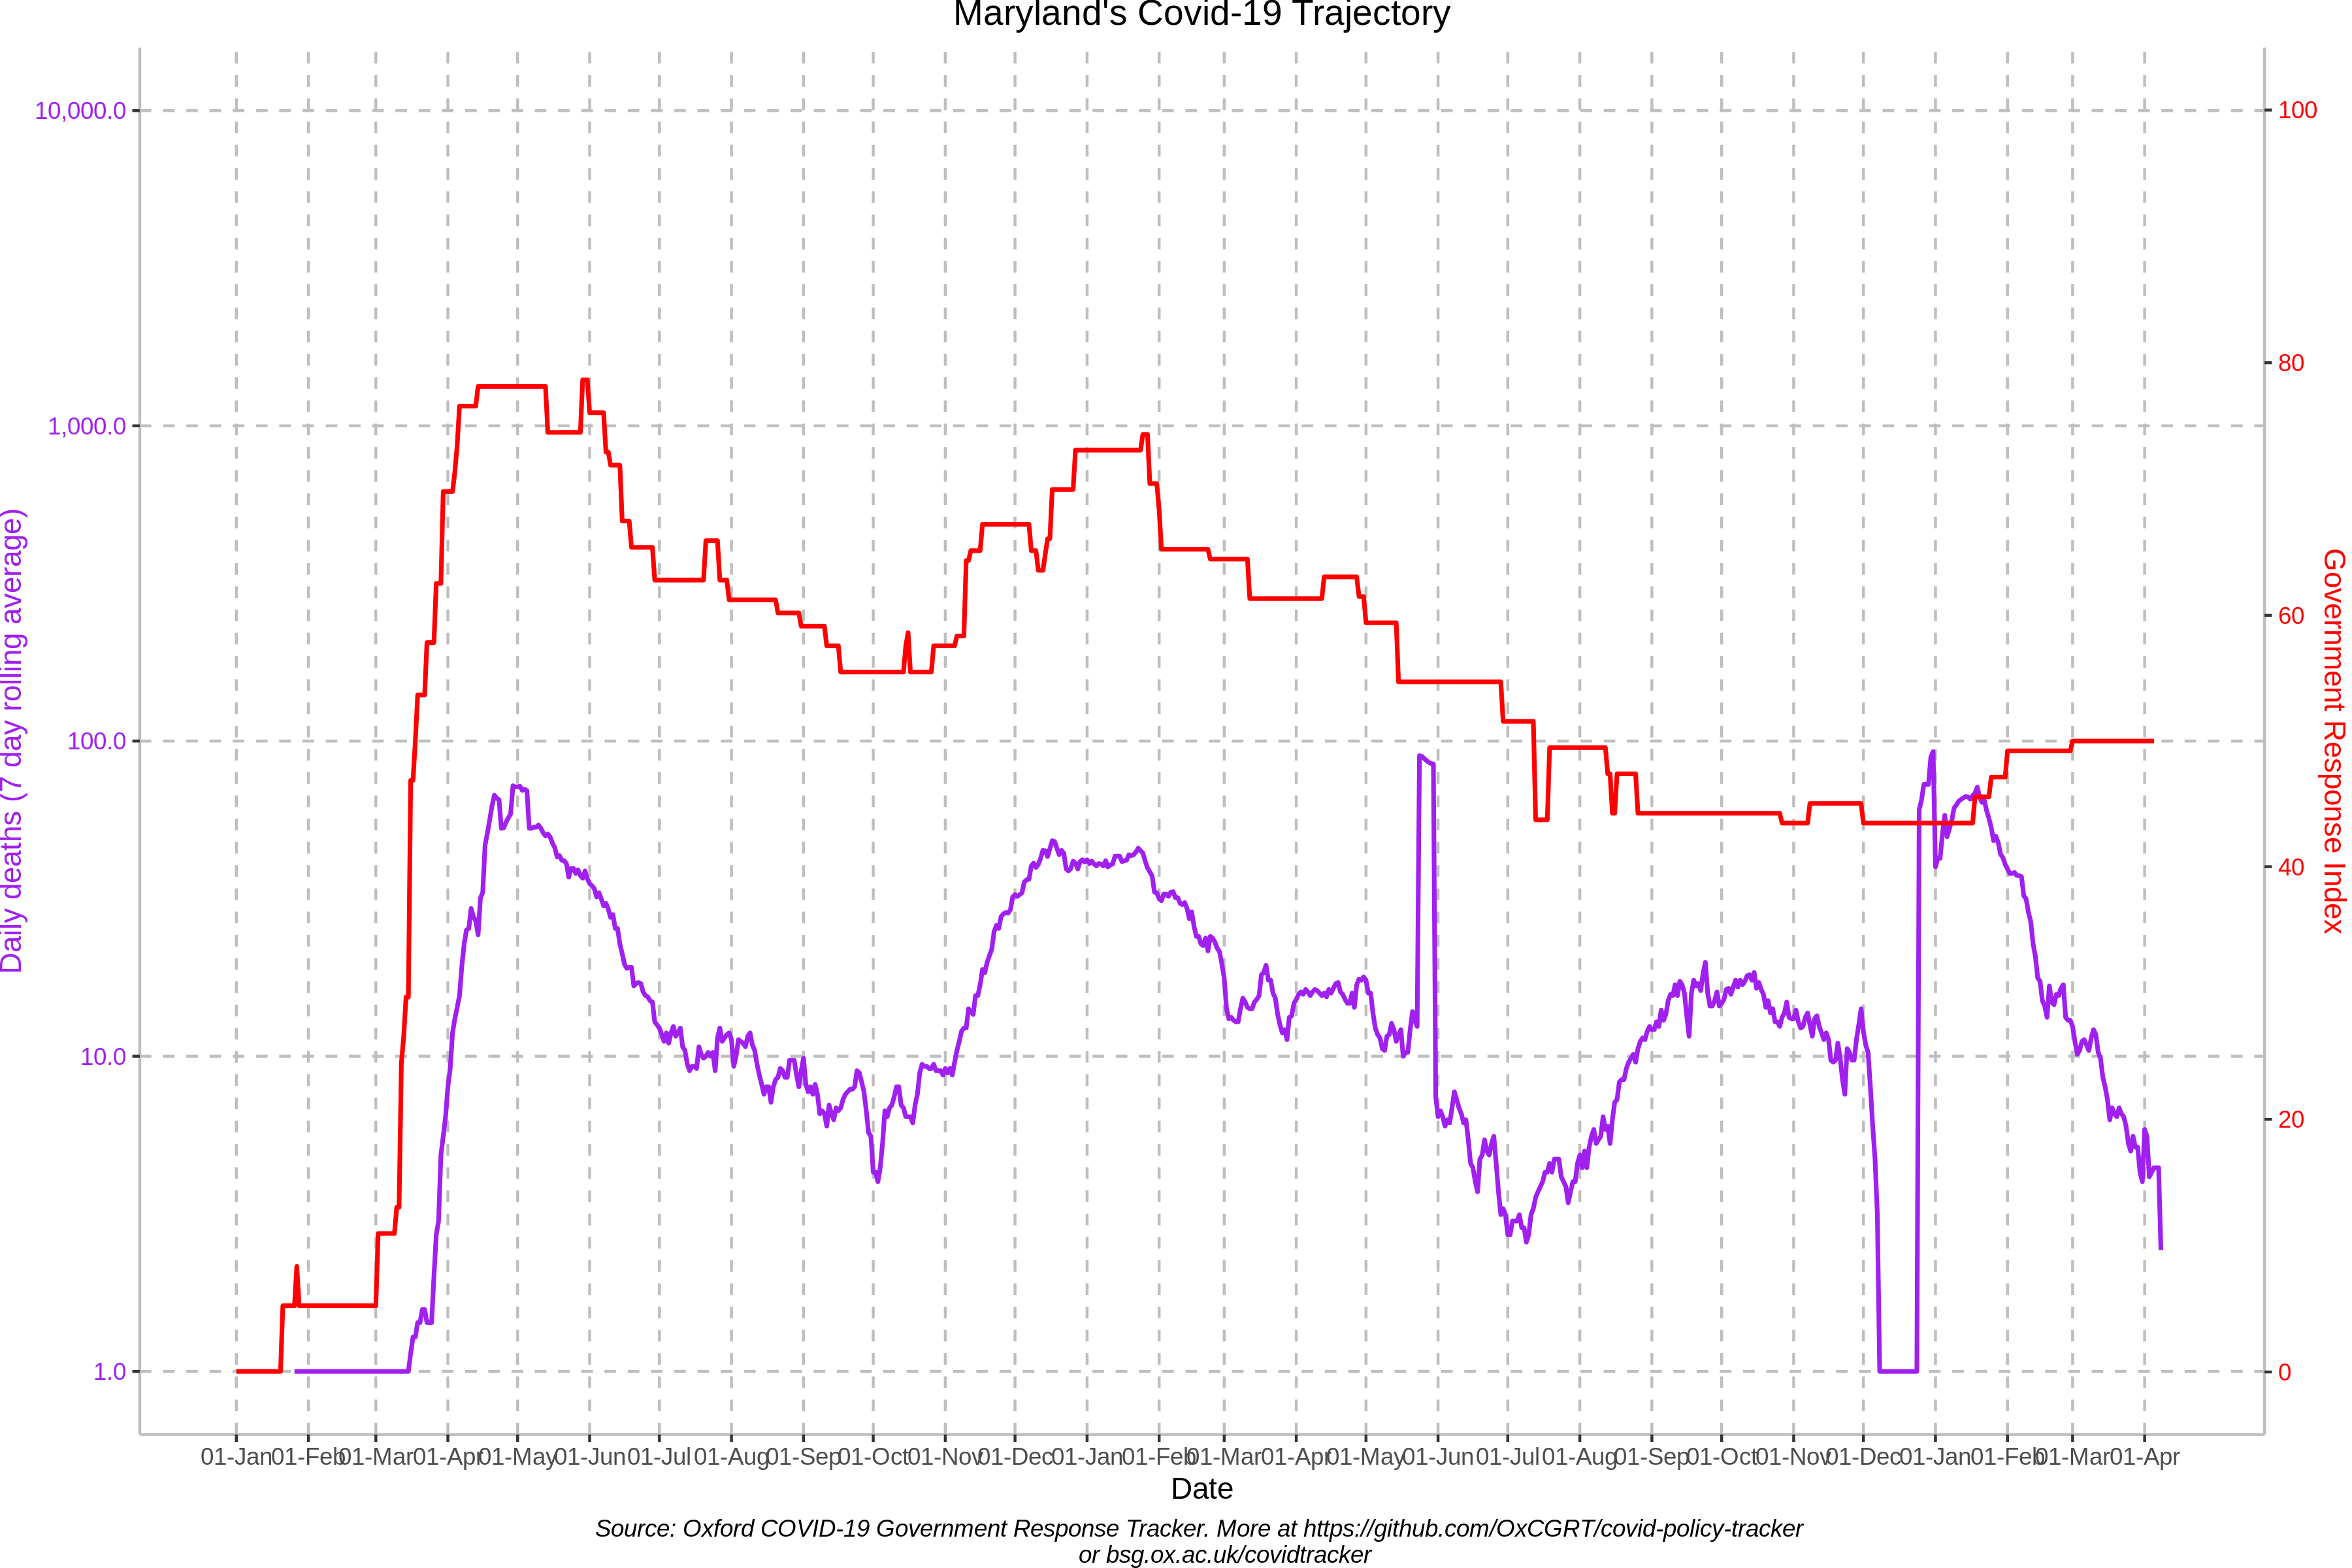 Maryland's Covid-19 Trajectory
10,000.0
1,000.0
100.0
10.0
1.0
Daily deaths (7 day rolling average)
100
80
60
40
20
0
Government Response Index
01-Jan 01-Feb 01-Mar 01-Apr 01-May 01-Jun 01-Jul 01-Aug 01-Sep 01-Oct 01-Nov 01-Dec 01-Jan 01-Feb 01-Mar 01-Apr 01-May 01-Jun 01-Jul 01-Aug 01-Sep 01-Oct 01-Nov 01-Dec 01-Jan 01-Feb 01-Mar 01-Apr
Date
Source: Oxford COVID-19 Government Response Tracker. More at https://github.com/OxCGRT/covid-policy-tracker
or bsg.ox.ac.uk/covidtracker